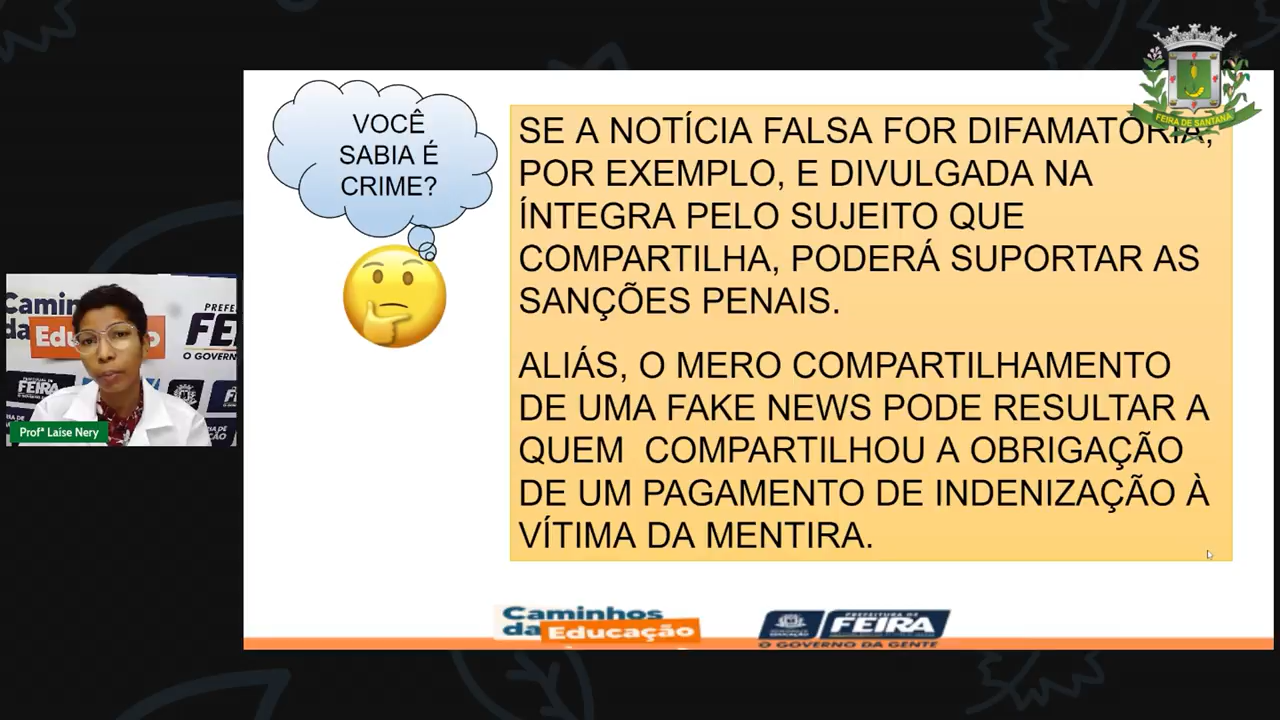 VOCÊ
SABIA É
CRIME?
SE A NOTÍCIA FALSA FOR DIFAMATÓRIA,
POR EXEMPLO, E DIVULGADA NA
ÍNTEGRA PELO SUJEITO QUE
COMPARTILHA, PODERÁ SUPORTAR AS
SANÇÕES PENAIS.
ALIÁS, O MERO COMPARTILHAMENTO
DE UMA FAKE NEWS PODE RESULTAR A
QUEM COMPARTILHOU A OBRIGAÇÃO
DE UM PAGAMENTO DE INDENIZAÇÃO À
VÍTIMA DA MENTIRA.
FEIRA DE SANTANA
Profª Laíse Nery
Caminhos
da Educação
PREFEITURA DE
FEIRA
O GOVERNO DA GENTE